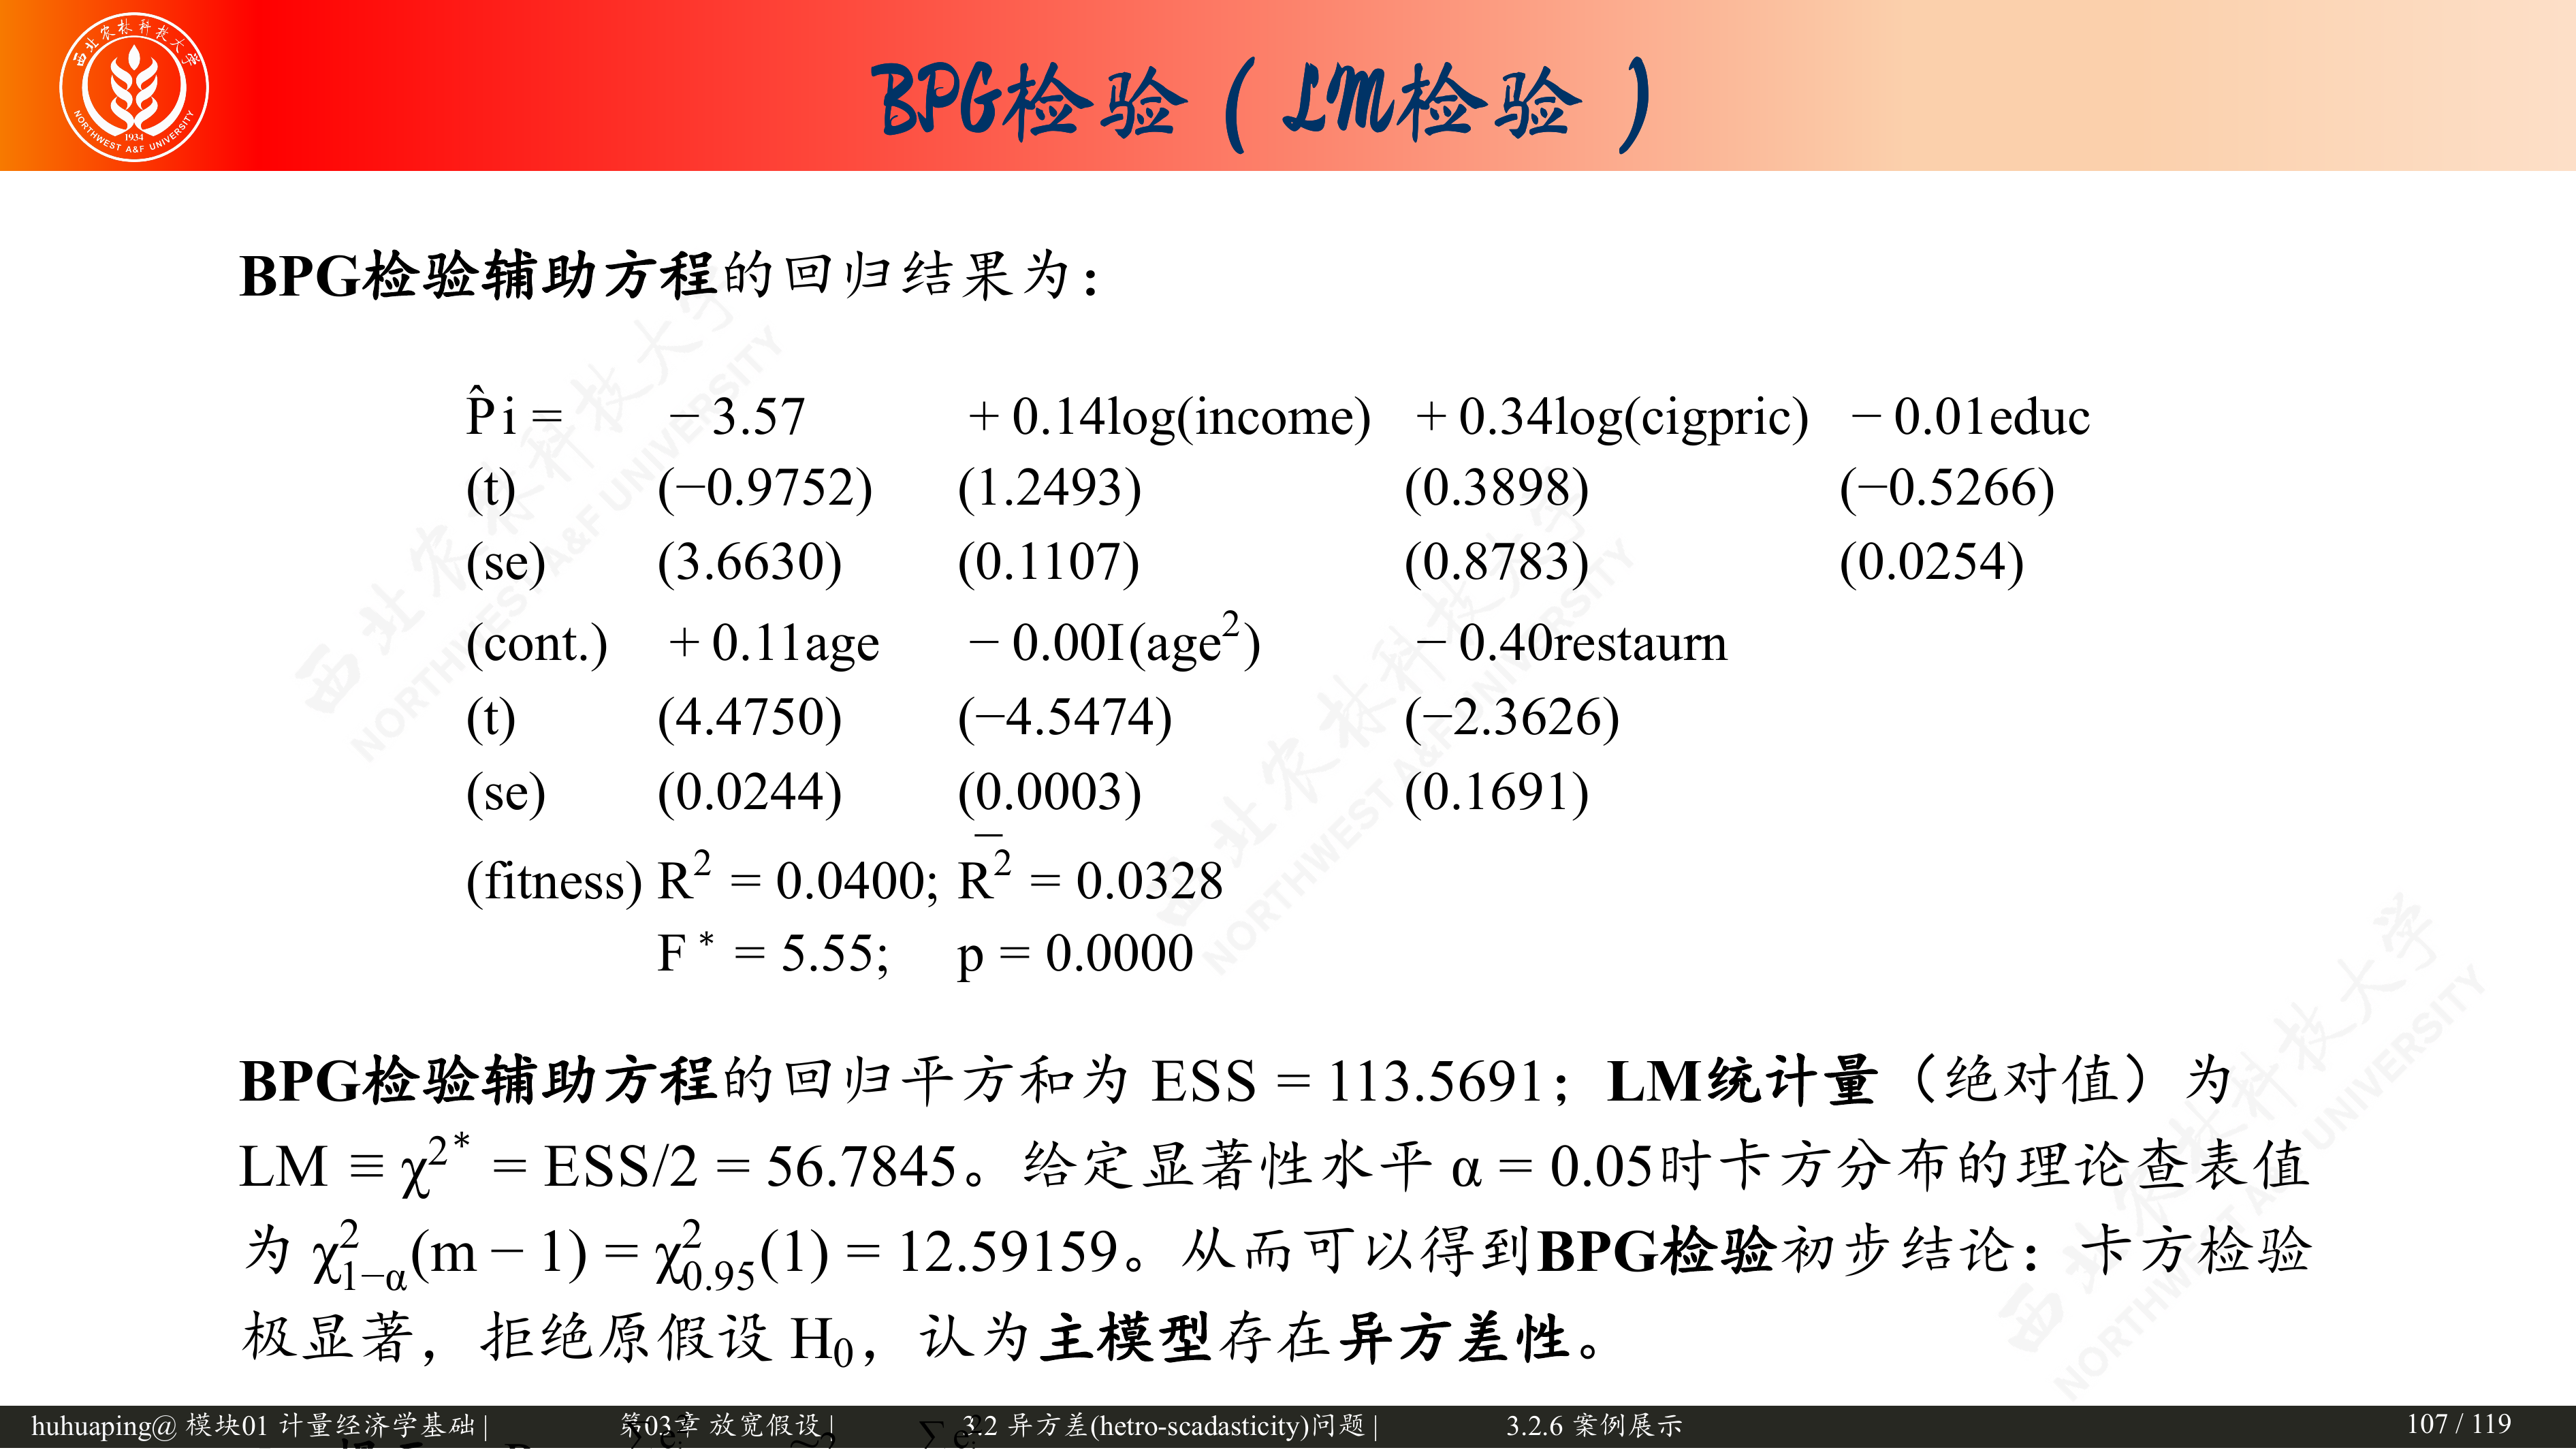 西北农林科技大学
1934
NORTHWEST A&F UNIVERSITY
BPG检验（LM检验）
BPG检验辅助方程的回归结果为：
P̂i = − 3.57 + 0.14log(income) + 0.34log(cigpric) − 0.01educ
(t) (−0.9752) (1.2493) (0.3898) (−0.5266)
(se) (3.6630) (0.1107) (0.8783) (0.0254)
(cont.) + 0.11age − 0.00I(age²) − 0.40restaurn
(t) (4.4750) (−4.5474) (−2.3626)
(se) (0.0244) (0.0003) (0.1691)
(fitness) R² = 0.0400; R̄² = 0.0328
F* = 5.55; p = 0.0000
BPG检验辅助方程的回归平方和为 ESS = 113.5691；LM统计量（绝对值）为
LM ≡ χ²* = ESS/2 = 56.7845。给定显著性水平 α = 0.05时卡方分布的理论查表值
为 χ²₁₋α(m − 1) = χ²₀.₉₅(1) = 12.59159。从而可以得到BPG检验初步结论：卡方检验
极显著，拒绝原假设 H₀，认为主模型存在异方差性。
huhuaping@ 模块01 计量经济学基础 | 第03章 放宽假设 | 3.2 异方差(hetro-scadasticity)问题 | 3.2.6 案例展示 107 / 119